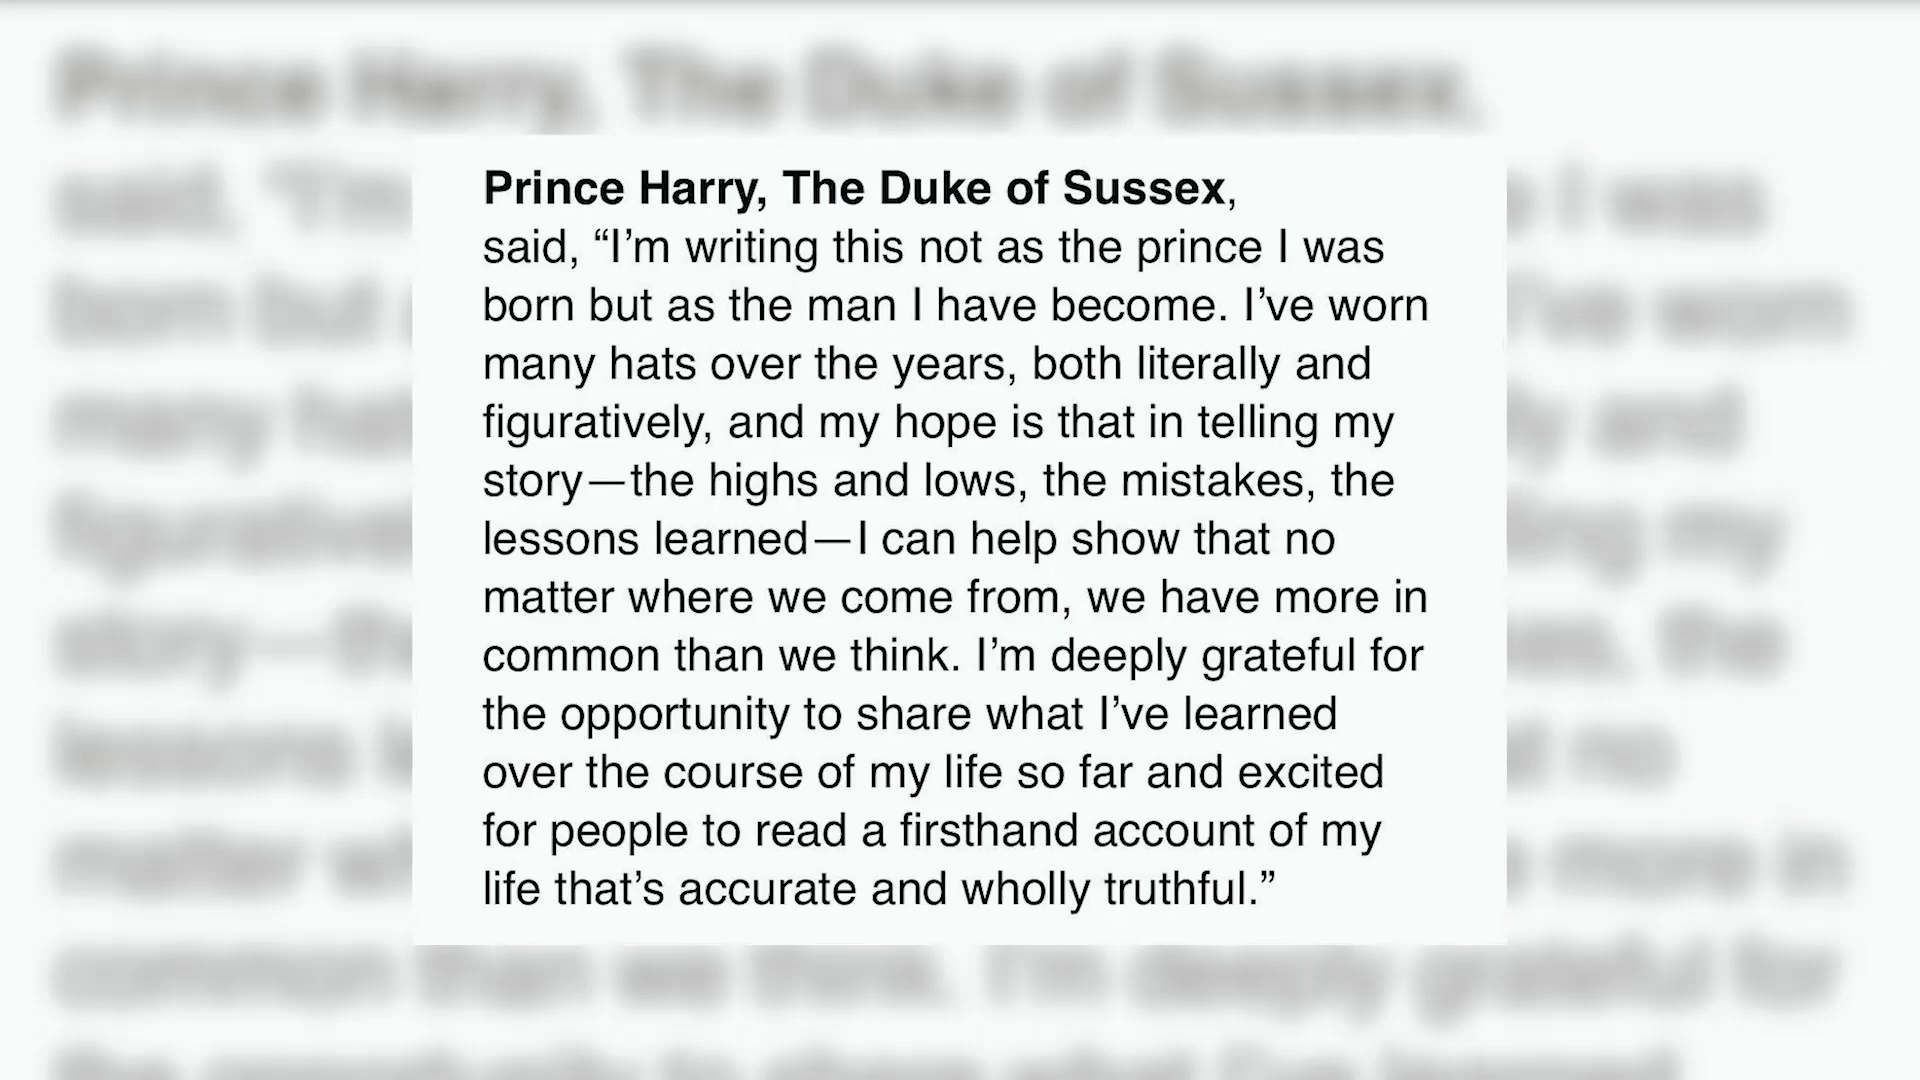 Prince Harry, The Duke of Sussex,
said, “I’m writing this not as the prince I was
born but as the man I have become. I’ve worn
many hats over the years, both literally and
figuratively, and my hope is that in telling my
story—the highs and lows, the mistakes, the
lessons learned—I can help show that no
matter where we come from, we have more in
common than we think. I’m deeply grateful for
the opportunity to share what I’ve learned
over the course of my life so far and excited
for people to read a firsthand account of my
life that’s accurate and wholly truthful.”